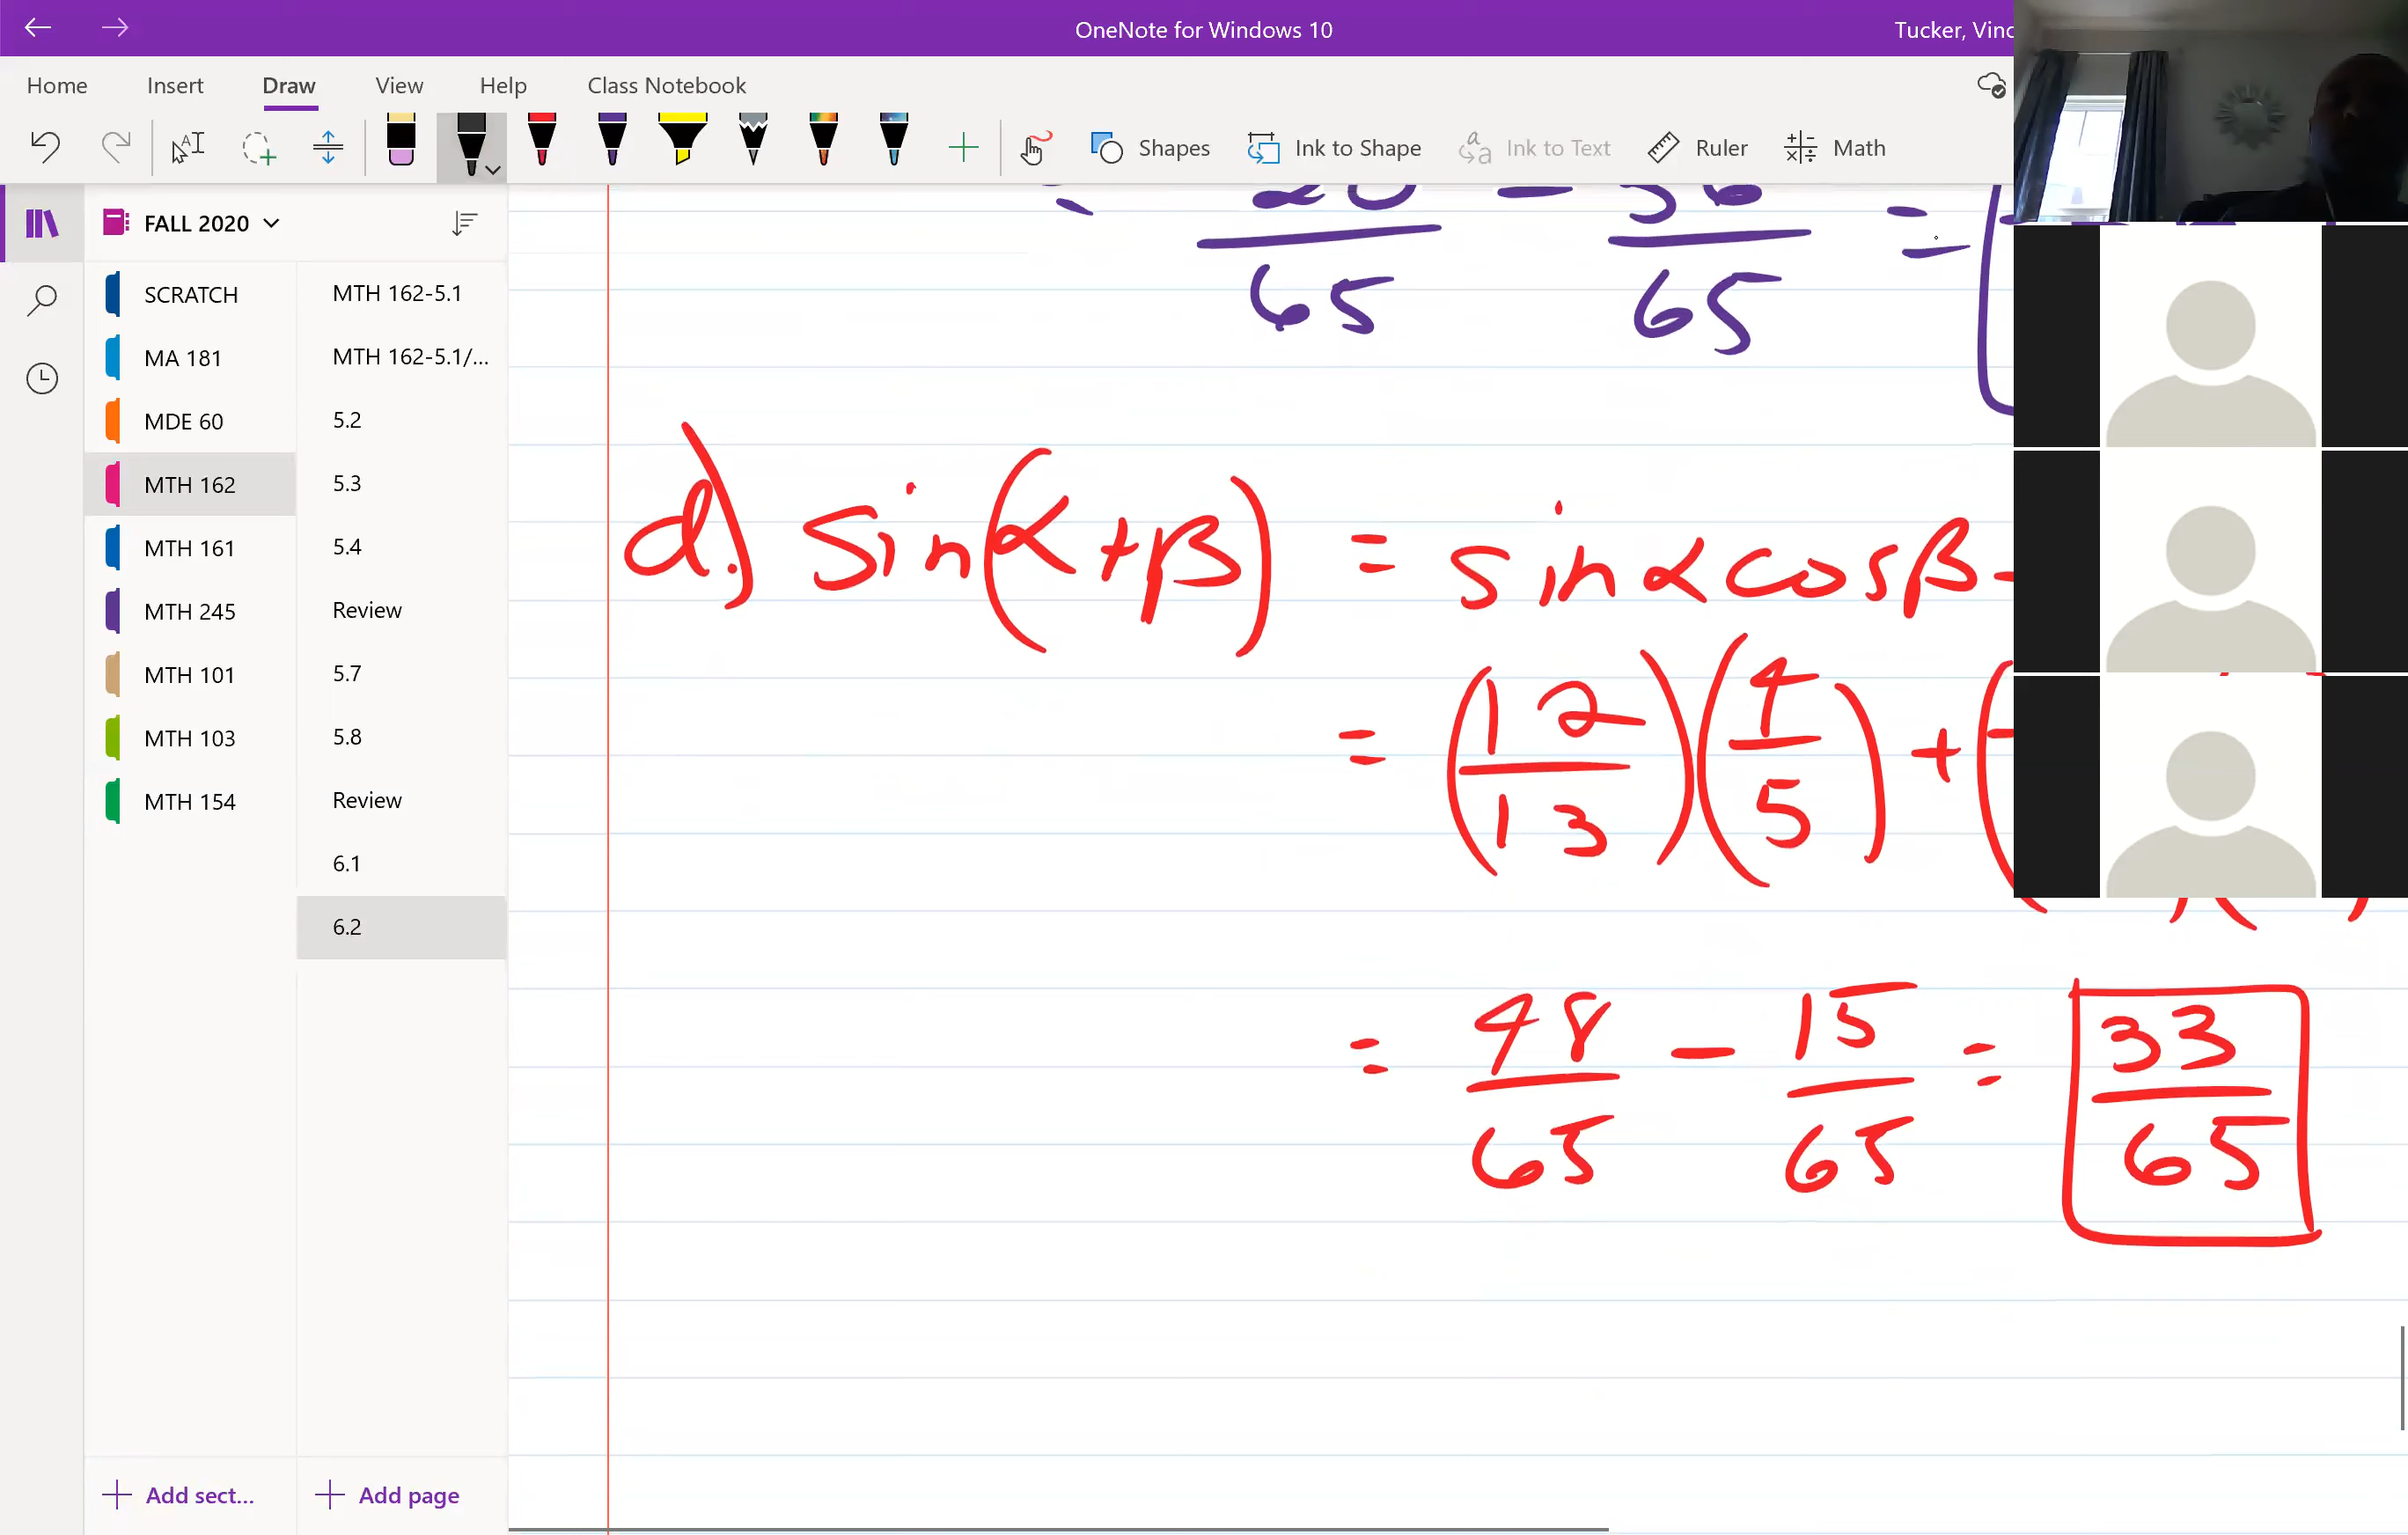 OneNote for Windows 10
Tucker, Vinc
Home Insert Draw View Help Class Notebook
Shapes Ink to Shape Ink to Text Ruler Math
FALL 2020
SCRATCH
MA 181
MDE 60
MTH 162
MTH 161
MTH 245
MTH 101
MTH 103
MTH 154
MTH 162-5.1
MTH 162-5.1/...
5.2
5.3
5.4
Review
5.7
5.8
Review
6.1
6.2
Add sect...
Add page
= 20/65 - 36/65 =
d.) sin(α+β) = sinα cosβ
= (12/13)(4/5) + (
= 48/65 - 15/65 = 33/65